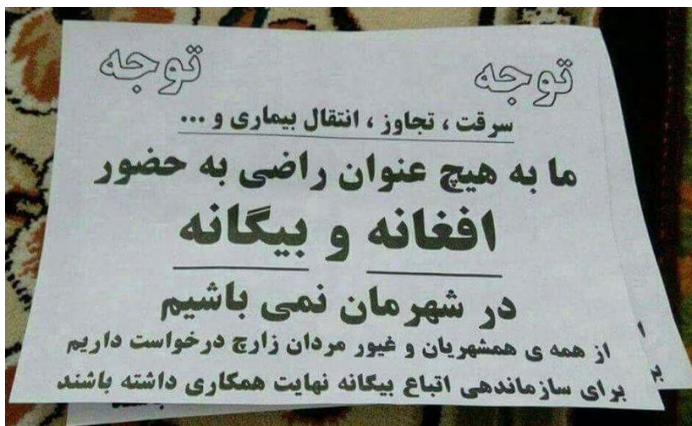 توجه توجه
سرقت ، تجاوز ، انتقال بیماری و ...
ما به هیچ عنوان راضی به حضور
افغانه و بیگانه
در شهرمان نمی باشیم
از همه ی همشهریان و غیور مردان زارچ درخواست داریم
برای سازماندهی اتباع بیگانه نهایت همکاری داشته باشند